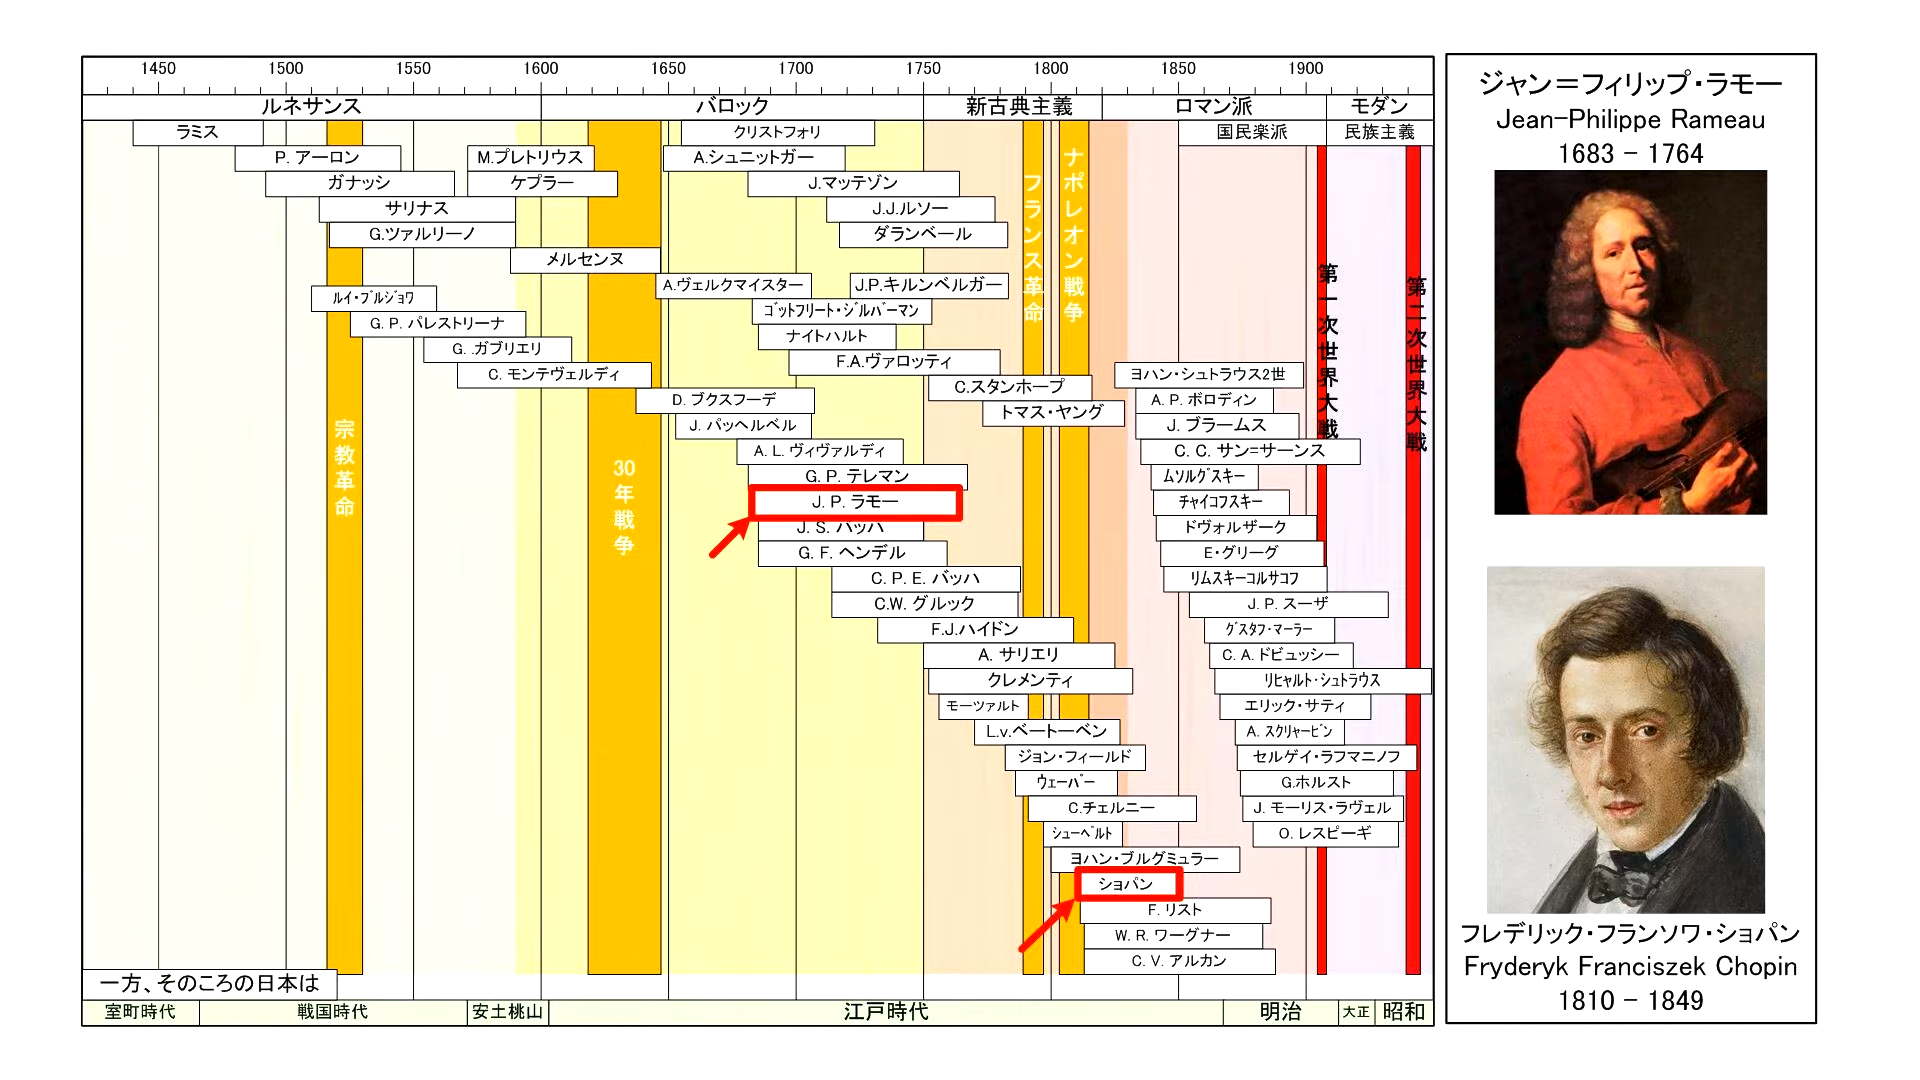 1450 1500 1550 1600 1650 1700 1750 1800 1850 1900
ルネサンス バロック 新古典主義 ロマン派 モダン
ラミス クリストフォリ 国民楽派 民族主義
P. アーロン M.プレトリウス A.シュニットガー
ガナッシ ケプラー J.マッテゾン
サリナス J.J.ルソー
G.ツァルリーノ ダランベール
メルセンヌ
A.ヴェルクマイスター J.P.キルンベルガー
ルイ・ブルジョワ ゴットフリート・ジルバーマン
G. P. パレストリーナ ナイトハルト
G. .ガブリエリ F.A.ヴァロッティ
C. モンテヴェルディ C.スタンホープ ヨハン・シュトラウス2世
D. ブクスフーデ トマス・ヤング A. P. ボロディン
J. パッヘルベル J. ブラームス
A. L. ヴィヴァルディ C. C. サン=サーンス
G. P. テレマン ムソルグスキー
J. P. ラモー チャイコフスキー
J. S. バッハ ドヴォルザーク
G. F. ヘンデル E・グリーグ
C. P. E. バッハ リムスキーコルサコフ
C.W. グルック J. P. スーザ
F.J.ハイドン グスタフ・マーラー
A. サリエリ C. A. ドビュッシー
クレメンティ リヒャルト・シュトラウス
モーツァルト エリック・サティ
L.v.ベートーベン A. スクリャービン
ジョン・フィールド セルゲイ・ラフマニノフ
ウェーバー G.ホルスト
C.チェルニー J. モーリス・ラヴェル
シューベルト O. レスピーギ
ヨハン・ブルグミュラー
ショパン
F. リスト
W. R. ワーグナー
C. V. アルカン
宗教革命
30年戦争
フランス革命
ナポレオン戦争
第一次世界大戦
第二次世界大戦
一方、そのころの日本は
室町時代 戦国時代 安土桃山 江戸時代 明治 大正 昭和
ジャン＝フィリップ・ラモー
Jean-Philippe Rameau
1683 - 1764
フレデリック・フランソワ・ショパン
Fryderyk Franciszek Chopin
1810 - 1849